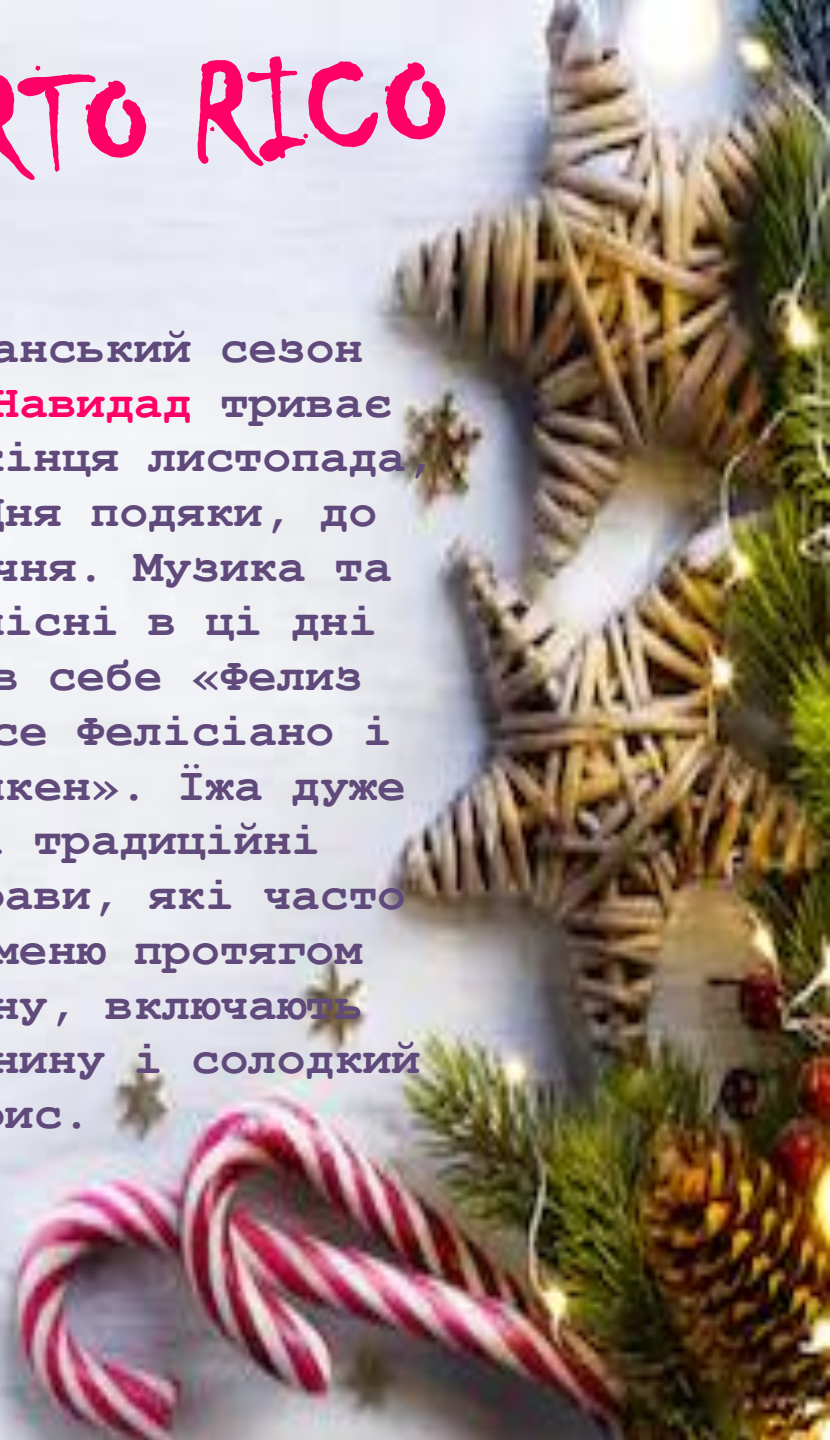 RTO RICO
анський сезон
Навидад триває
кінця листопада,
Дня подяки, до
чня. Музика та
пісні в ці дні
в себе «Фелиз
се Фелісіано і
кен». Їжа дуже
традиційні
рави, які часто
меню протягом
ну, включають
нину і солодкий
рис.